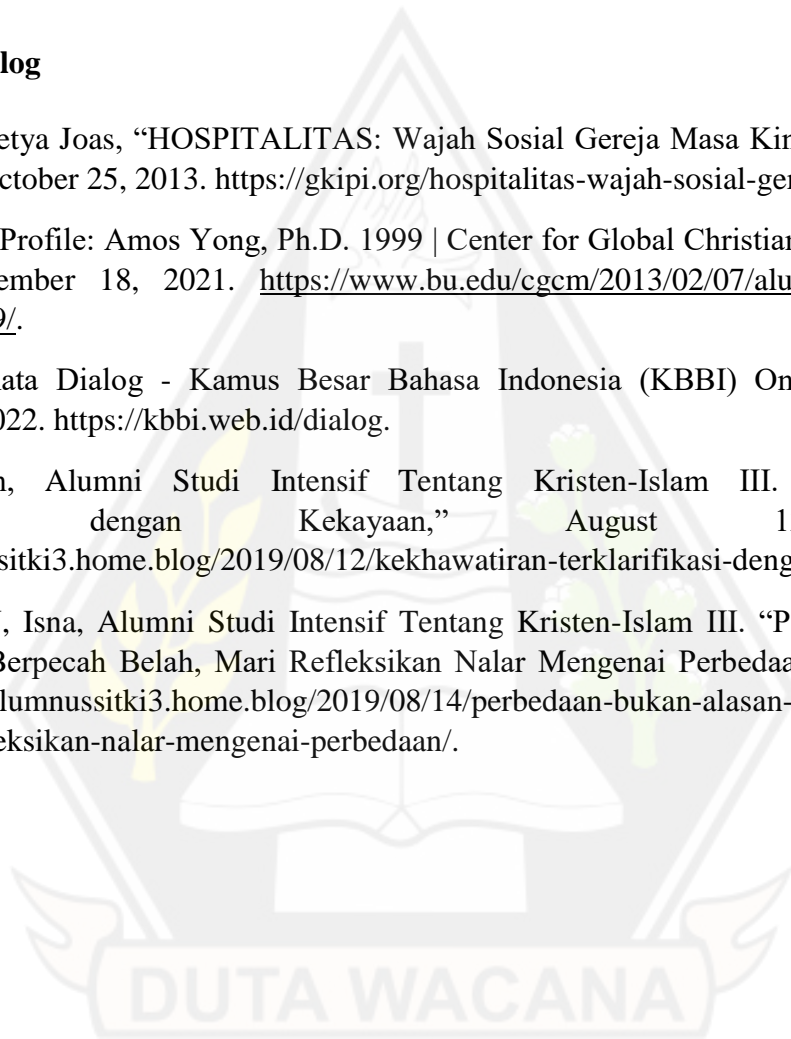 log
etya Joas, “HOSPITALITAS: Wajah Sosial Gereja Masa Kin
ctober 25, 2013. https://gkipi.org/hospitalitas-wajah-sosial-ger
Profile: Amos Yong, Ph.D. 1999 | Center for Global Christian
ember 18, 2021. https://www.bu.edu/cgcm/2013/02/07/alu
9/.
ata Dialog - Kamus Besar Bahasa Indonesia (KBBI) On
022. https://kbbi.web.id/dialog.
n, Alumni Studi Intensif Tentang Kristen-Islam III.
dengan Kekayaan,” August 1
sitki3.home.blog/2019/08/12/kekhawatiran-terklarifikasi-deng
, Isna, Alumni Studi Intensif Tentang Kristen-Islam III. “P
Berpecah Belah, Mari Refleksikan Nalar Mengenai Perbedaa
lumnussitki3.home.blog/2019/08/14/perbedaan-bukan-alasan-
eksikan-nalar-mengenai-perbedaan/.
DUTA WACANA